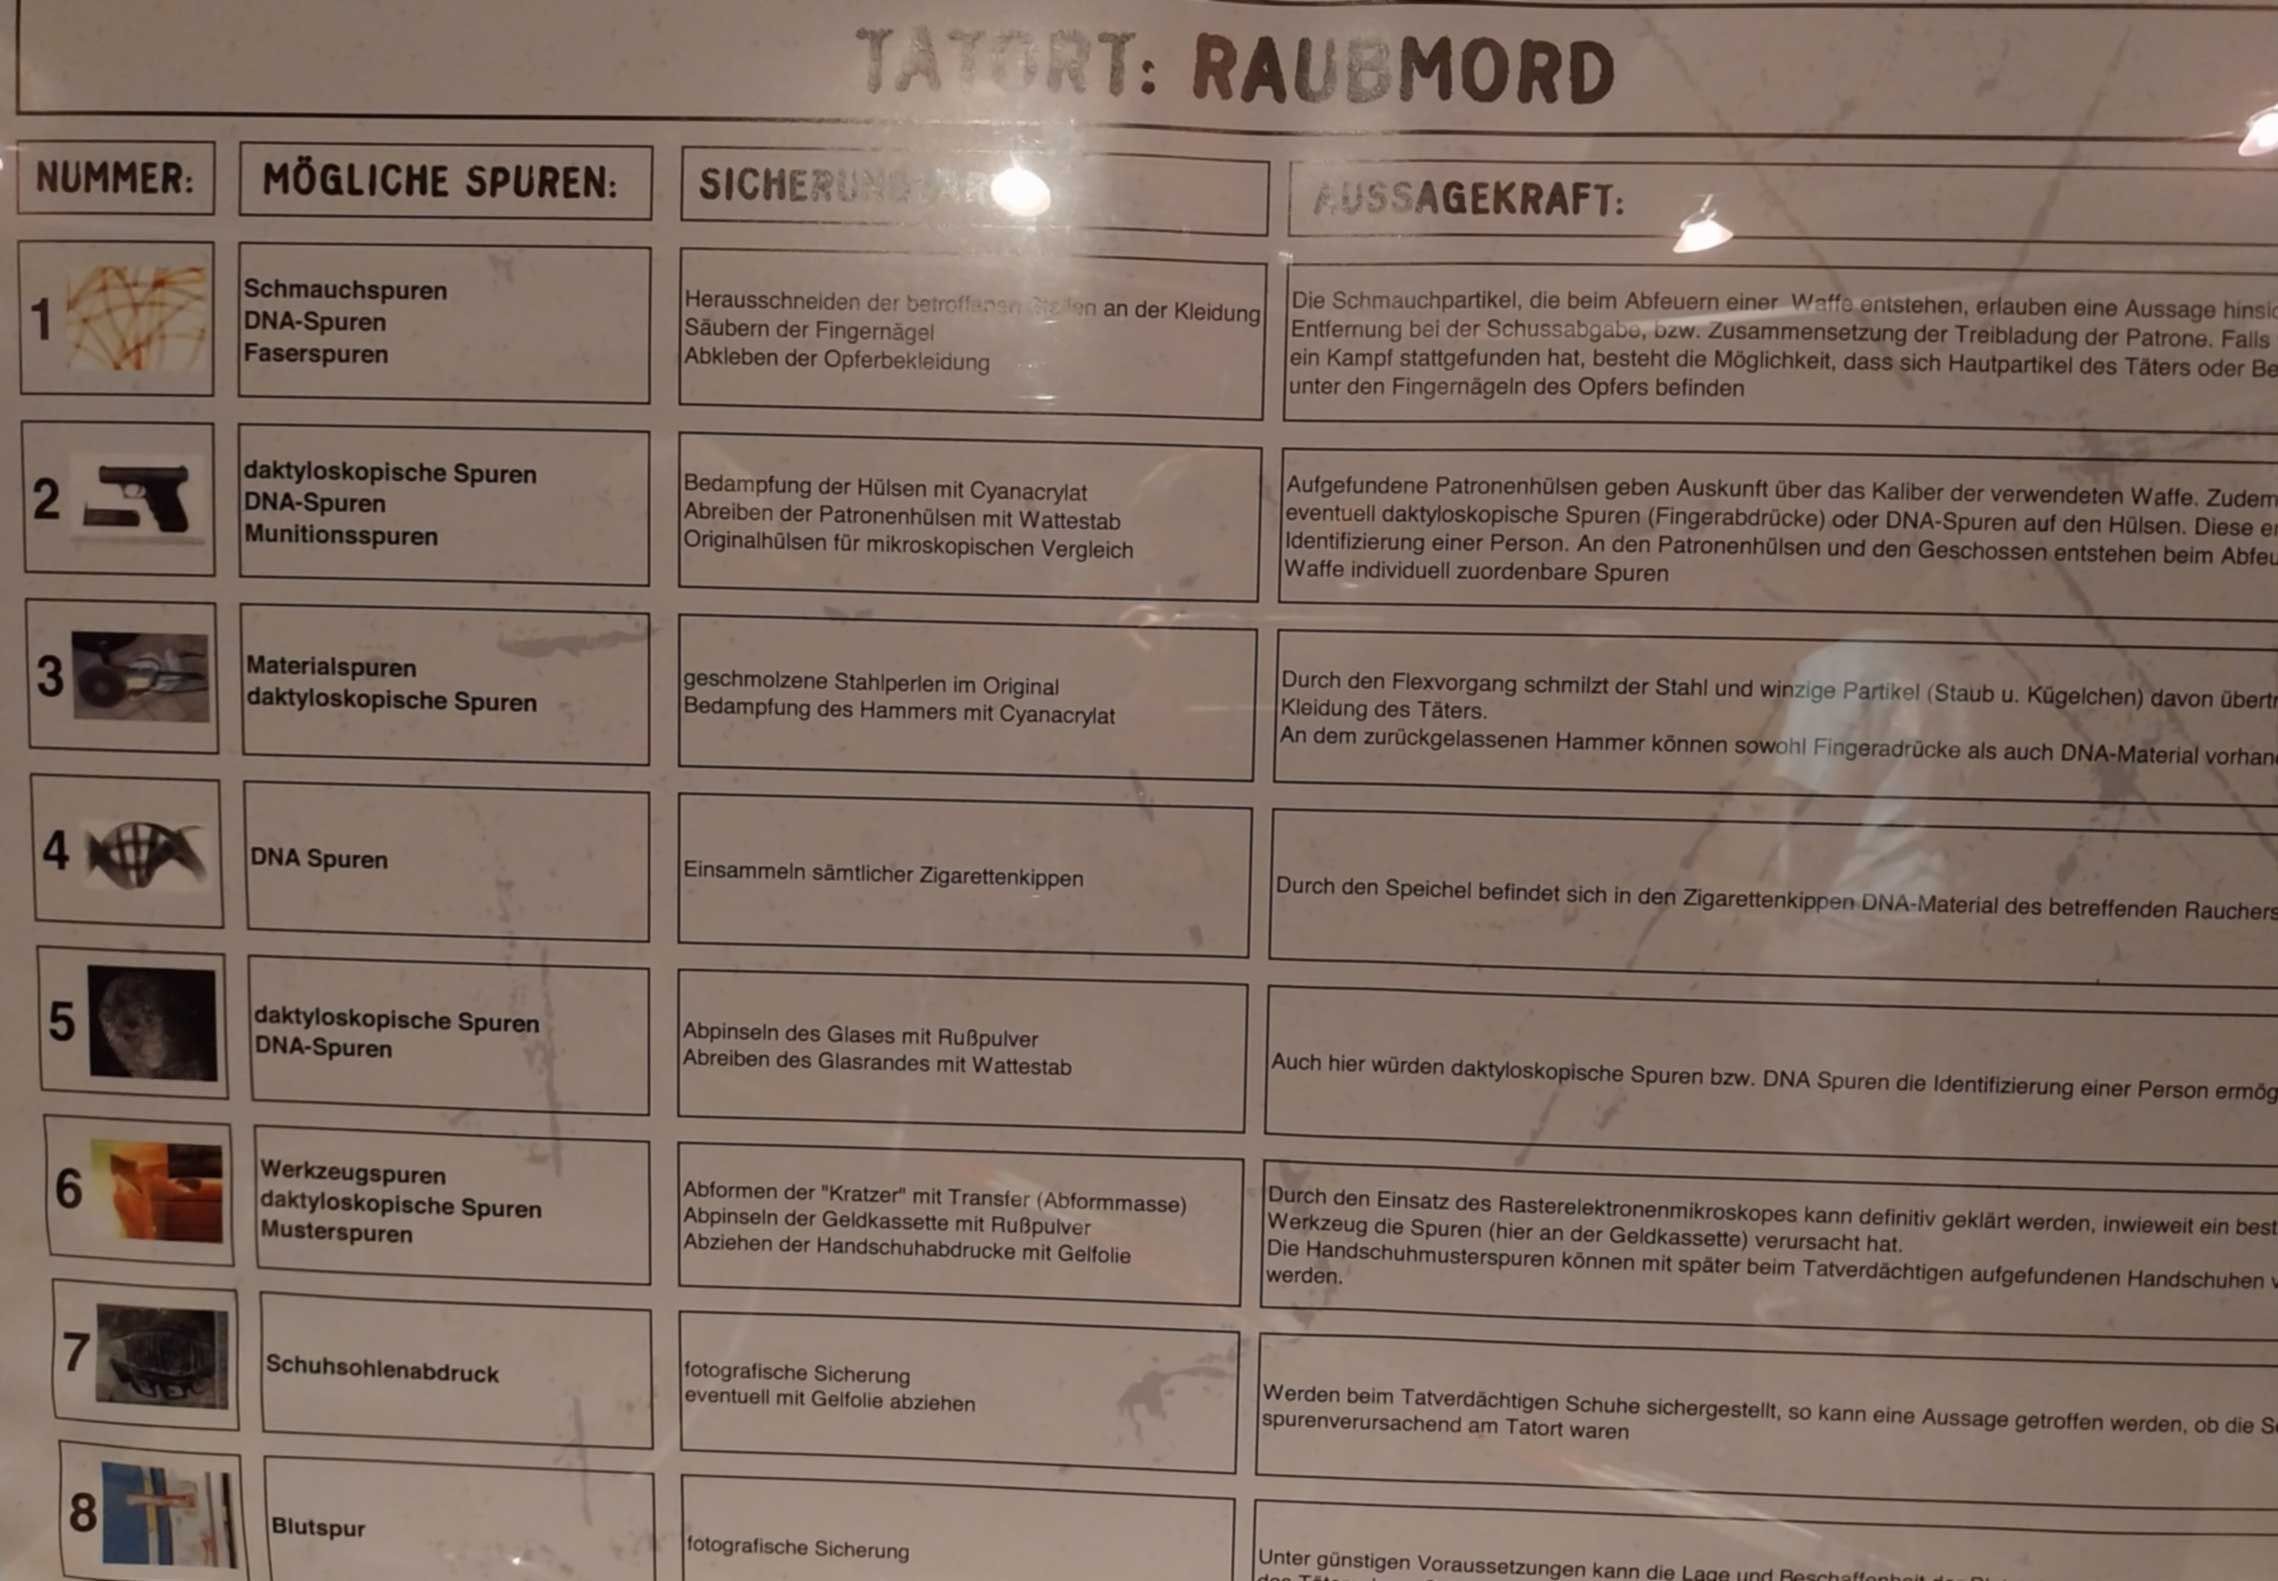 TATORT: RAUBMORD
NUMMER:
MÖGLICHE SPUREN:
AUSSAGEKRAFT:
1
Schmauchspuren
DNA-Spuren
Faserspuren
Herausschneiden der betroffenen Stellen an der Kleidung
Säubern der Fingernägel
Abkleben der Opferbekleidung
Die Schmauchpartikel, die beim Abfeuern einer Waffe entstehen, erlauben eine Aussage
Entfernung bei der Schussabgabe, bzw. Zusammensetzung der Treibladung der Patrone. Falls
ein Kampf stattgefunden hat, besteht die Möglichkeit, dass sich Hautpartikel des Täters oder
unter den Fingernägeln des Opfers befinden
2
daktyloskopische Spuren
DNA-Spuren
Munitionsspuren
Bedampfung der Hülsen mit Cyanacrylat
Abreiben der Patronenhülsen mit Wattestab
Originalhülsen für mikroskopischen Vergleich
Aufgefundene Patronenhülsen geben Auskunft über das Kaliber der verwendeten Waffe. Zudem
eventuell daktyloskopische Spuren (Fingerabdrücke) oder DNA-Spuren auf den Hülsen. Diese
Identifizierung einer Person. An den Patronenhülsen und den Geschossen entstehen beim
Waffe individuell zuordenbare Spuren
3
Materialspuren
daktyloskopische Spuren
geschmolzene Stahlperlen im Original
Bedampfung des Hammers mit Cyanacrylat
Durch den Flexvorgang schmilzt der Stahl und winzige Partikel (Staub u. Kügelchen) davon
Kleidung des Täters.
An dem zurückgelassenen Hammer können sowohl Fingeradrücke als auch DNA-Material
4
DNA Spuren
Einsammeln sämtlicher Zigarettenkippen
Durch den Speichel befindet sich in den Zigarettenkippen DNA-Material des betreffenden Rauchers
5
daktyloskopische Spuren
DNA-Spuren
Abpinseln des Glases mit Rußpulver
Abreiben des Glasrandes mit Wattestab
Auch hier würden daktyloskopische Spuren bzw. DNA Spuren die Identifizierung einer Person
6
Werkzeugspuren
daktyloskopische Spuren
Musterspuren
Abformen der "Kratzer" mit Transfer (Abformmasse)
Abpinseln der Geldkassette mit Rußpulver
Abziehen der Handschuhabdrucke mit Gelfolie
Durch den Einsatz des Rasterelektronenmikroskopes kann definitiv geklärt werden, inwieweit ein
Werkzeug die Spuren (hier an der Geldkassette) verursacht hat.
Die Handschuhmusterspuren können mit später beim Tatverdächtigen aufgefundenen Handschuhen
werden.
7
Schuhsohlenabdruck
fotografische Sicherung
eventuell mit Gelfolie abziehen
Werden beim Tatverdächtigen Schuhe sichergestellt, so kann eine Aussage getroffen werden, ob die
spurenverursachend am Tatort waren
8
Blutspur
fotografische Sicherung
Unter günstigen Voraussetzungen kann die Lage und Beschaffenheit